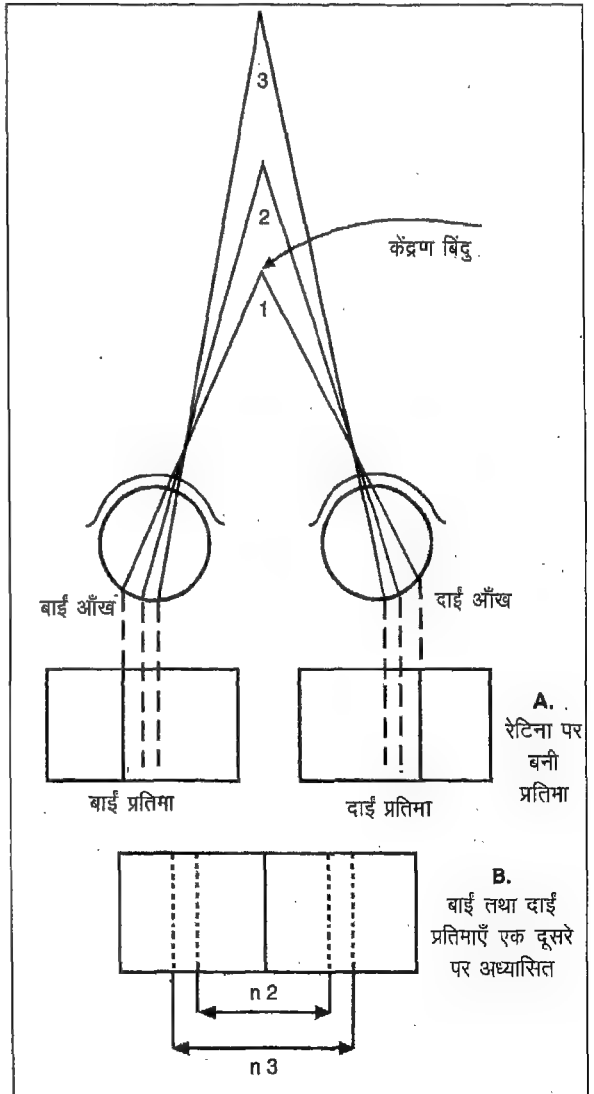 3
2
केंद्रण बिंदु
1
बाईं आँख
दाईं आँख
A.
रेटिना पर
बनी
प्रतिमा
बाईं प्रतिमा
दाईं प्रतिमा
B.
बाईं तथा दाईं
प्रतिमाएँ एक दूसरे
पर अध्यासित
n 2
n 3